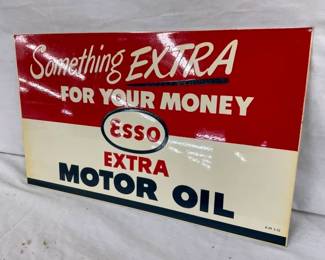 Something EXTRA
FOR YOUR MONEY
Esso
EXTRA
MOTOR OIL